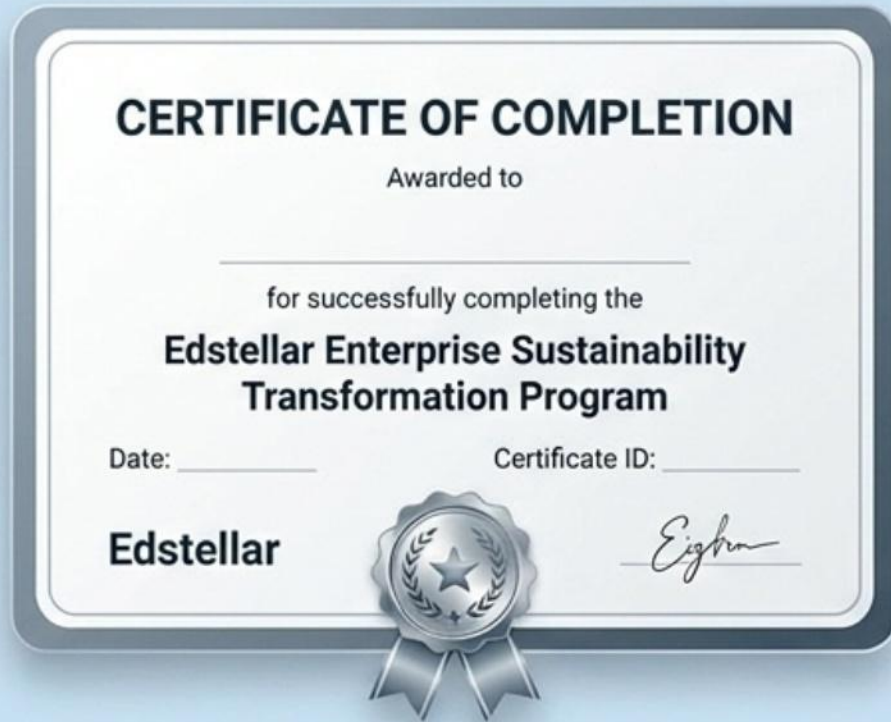 CERTIFICATE OF COMPLETION
Awarded to
for successfully completing the
Edstellar Enterprise Sustainability
Transformation Program
Date:
Certificate ID:
Edstellar